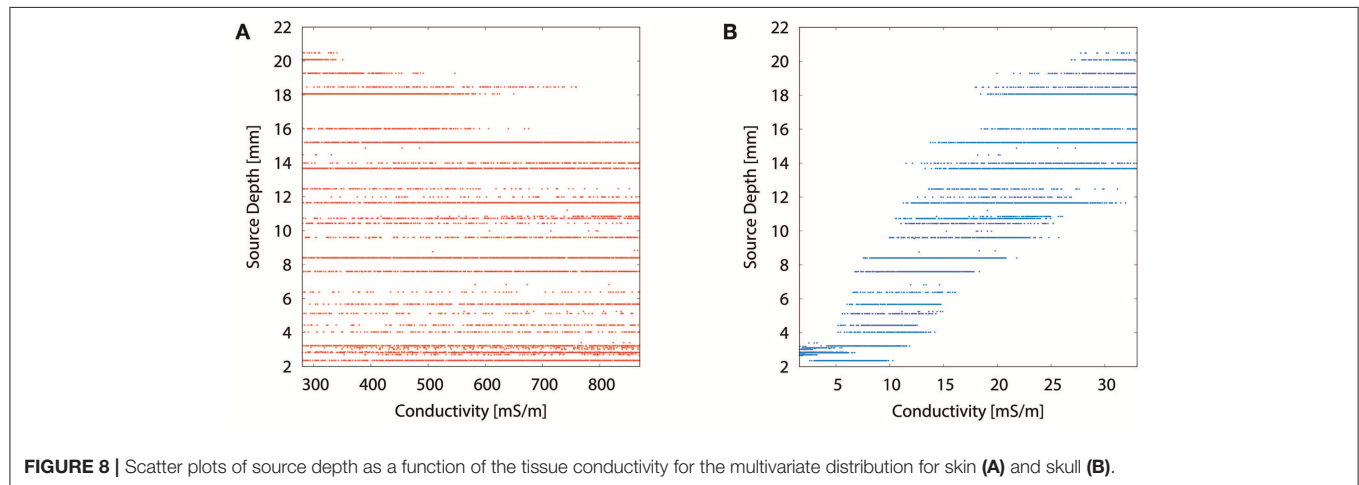 A
B
22
20
18
16
14
12
10
8
6
4
2
Source Depth [mm]
300 400 500 600 700 800
Conductivity [mS/m]
22
20
18
16
14
12
10
8
6
4
2
Source Depth [mm]
5 10 15 20 25 30
Conductivity [mS/m]
FIGURE 8 | Scatter plots of source depth as a function of the tissue conductivity for the multivariate distribution for skin (A) and skull (B).